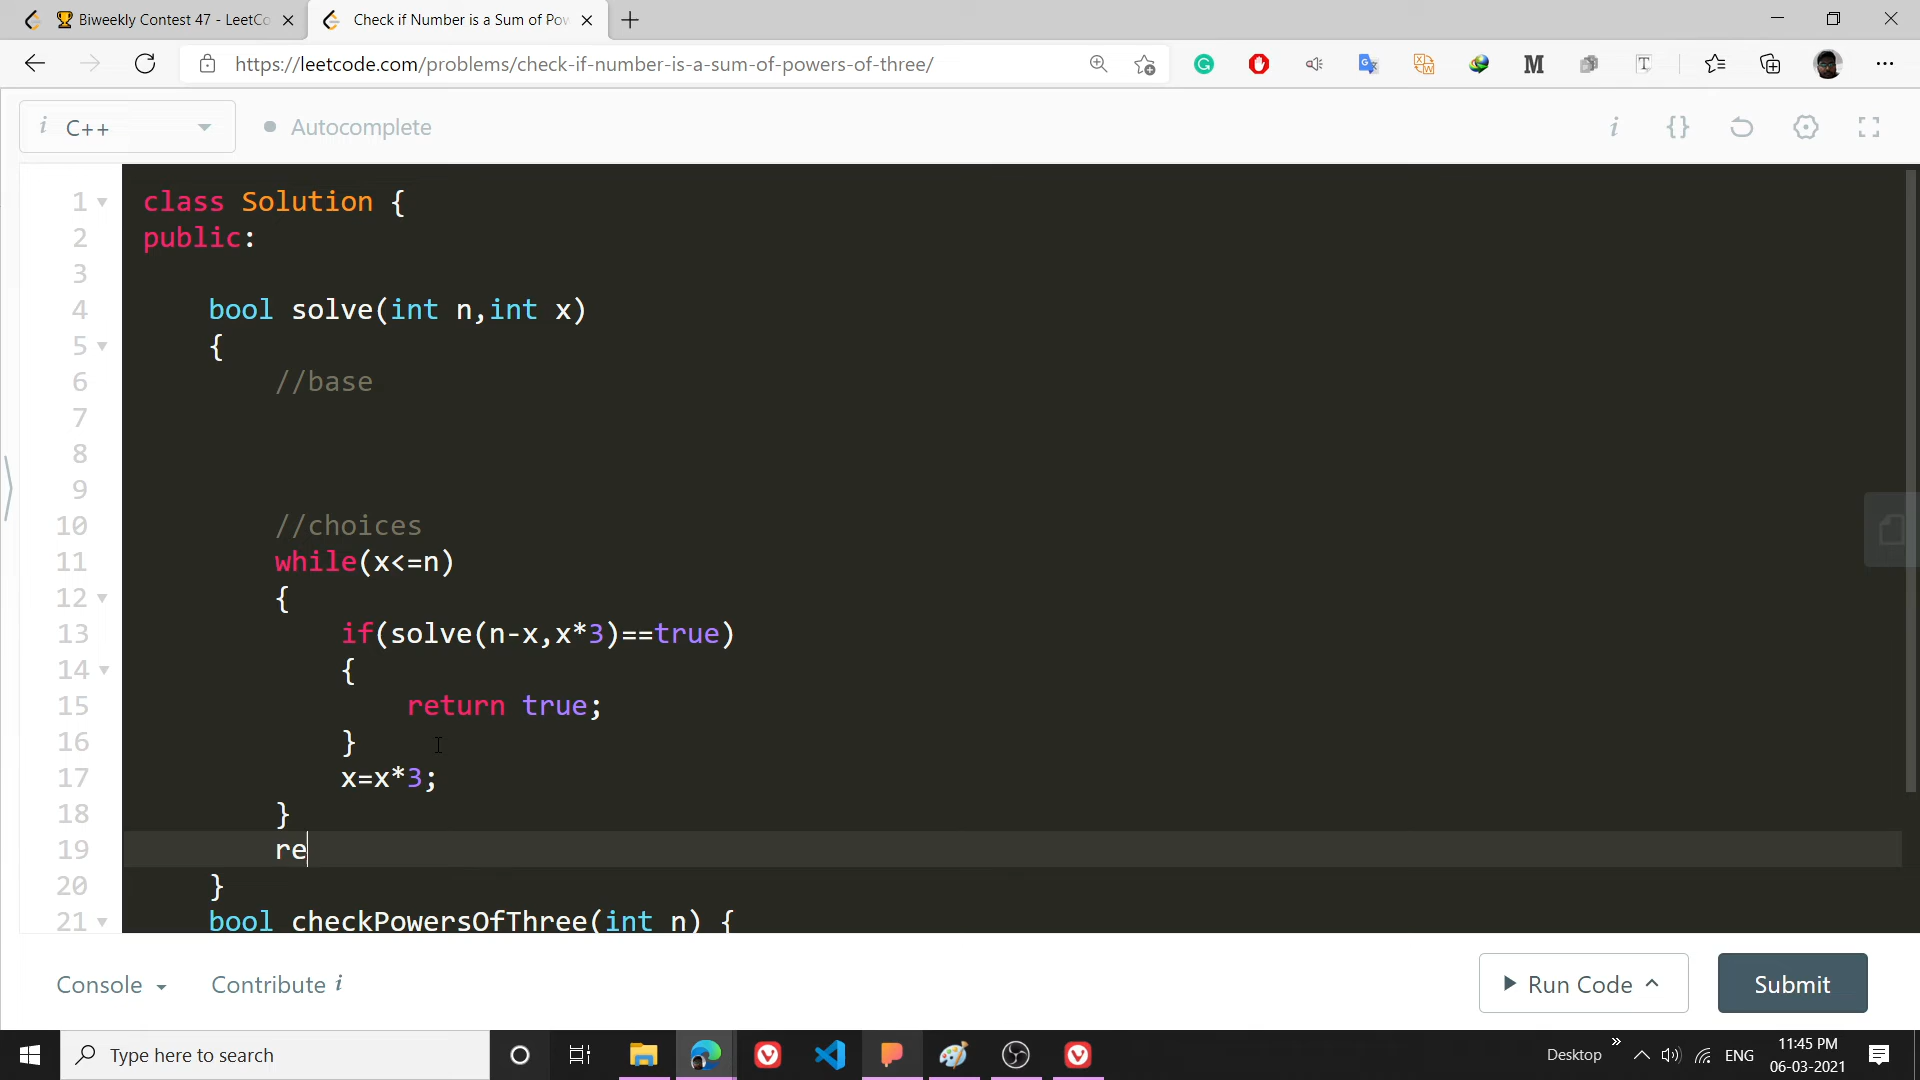 Biweekly Contest 47 - LeetCo
Check if Number is a Sum of Pow
https://leetcode.com/problems/check-if-number-is-a-sum-of-powers-of-three/
i C++
Autocomplete
i {}
1 class Solution {
2 public:
3
4 bool solve(int n,int x)
5 {
6 //base
7
8
9
10 //choices
11 while(x<=n)
12 {
13 if(solve(n-x,x*3)==true)
14 {
15 return true;
16 }
17 x=x*3;
18 }
19 re
20 }
21 bool checkPowersOfThree(int n) {
Console
Contribute i
Run Code
Submit
Type here to search
Desktop
ENG
11:45 PM
06-03-2021